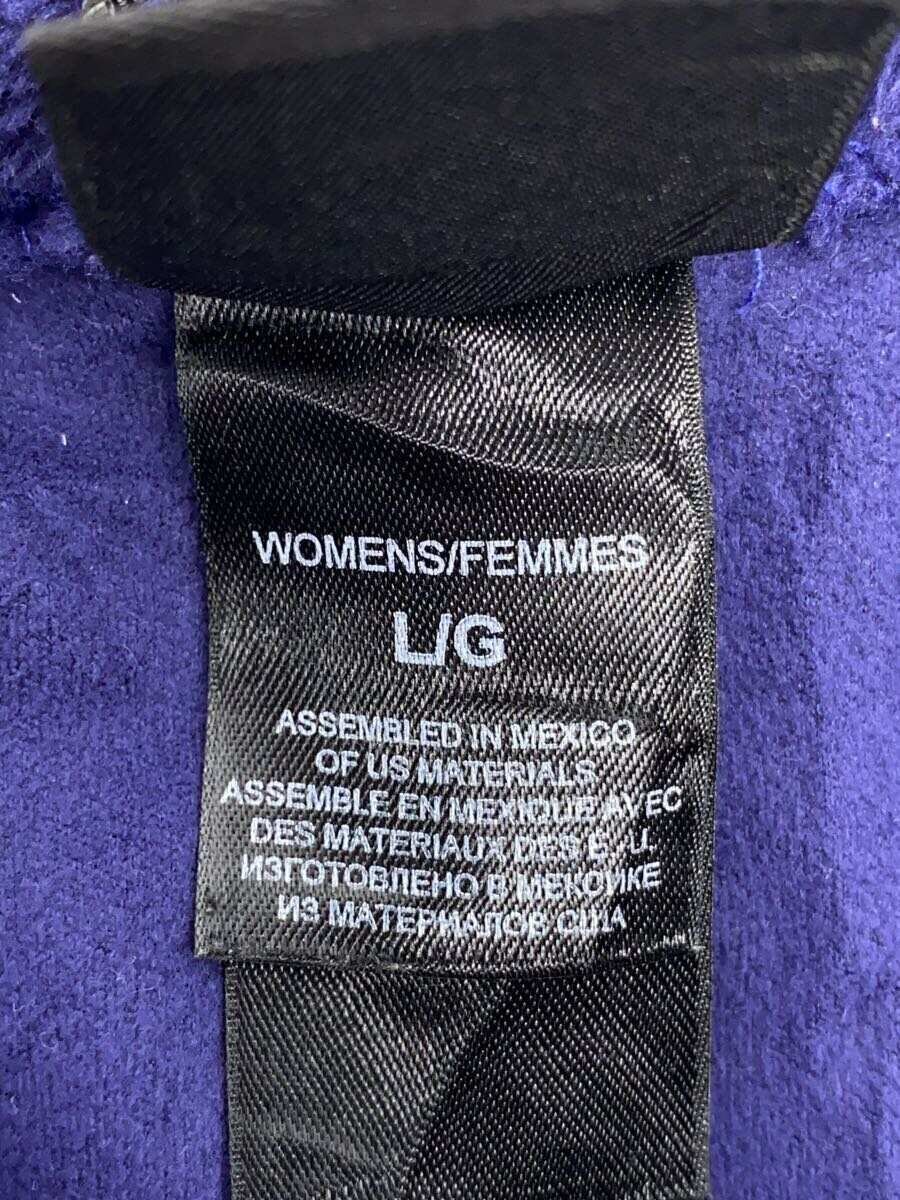 WOMENS/FEMMES
L/G
ASSEMBLED IN MEXICO
OF US MATERIALS
ASSEMBLE EN MEXIQUE AVEC
DES MATERIAUX DES E.-U.
ИЗГОТОВЛЕНО В МЕКСИКЕ
ИЗ МАТЕРИАЛОВ США